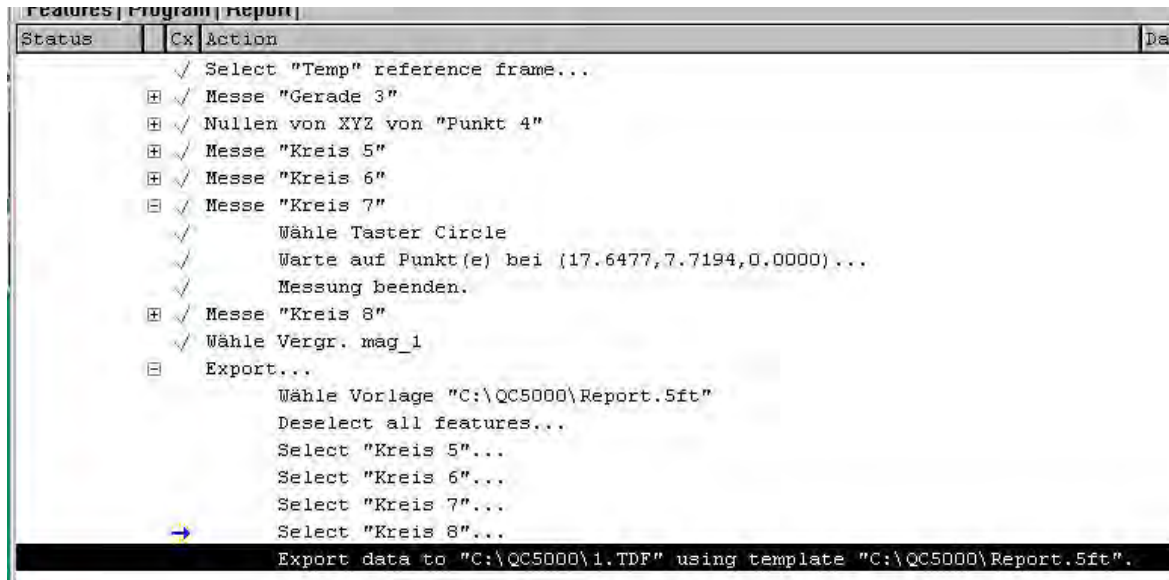 Features | Program | Report |
Status Cx Action Da
Select "Temp" reference frame...
Messe "Gerade 3"
Nullen von XYZ von "Punkt 4"
Messe "Kreis 5"
Messe "Kreis 6"
Messe "Kreis 7"
Wähle Taster Circle
Warte auf Punkt(e) bei (17.6477,7.7194,0.0000)...
Messung beenden.
Messe "Kreis 8"
Wähle Vergr. mag_1
Export...
Wähle Vorlage "C:\QC5000\Report.5ft"
Deselect all features...
Select "Kreis 5"...
Select "Kreis 6"...
Select "Kreis 7"...
Select "Kreis 8"...
Export data to "C:\QC5000\1.TDF" using template "C:\QC5000\Report.5ft".